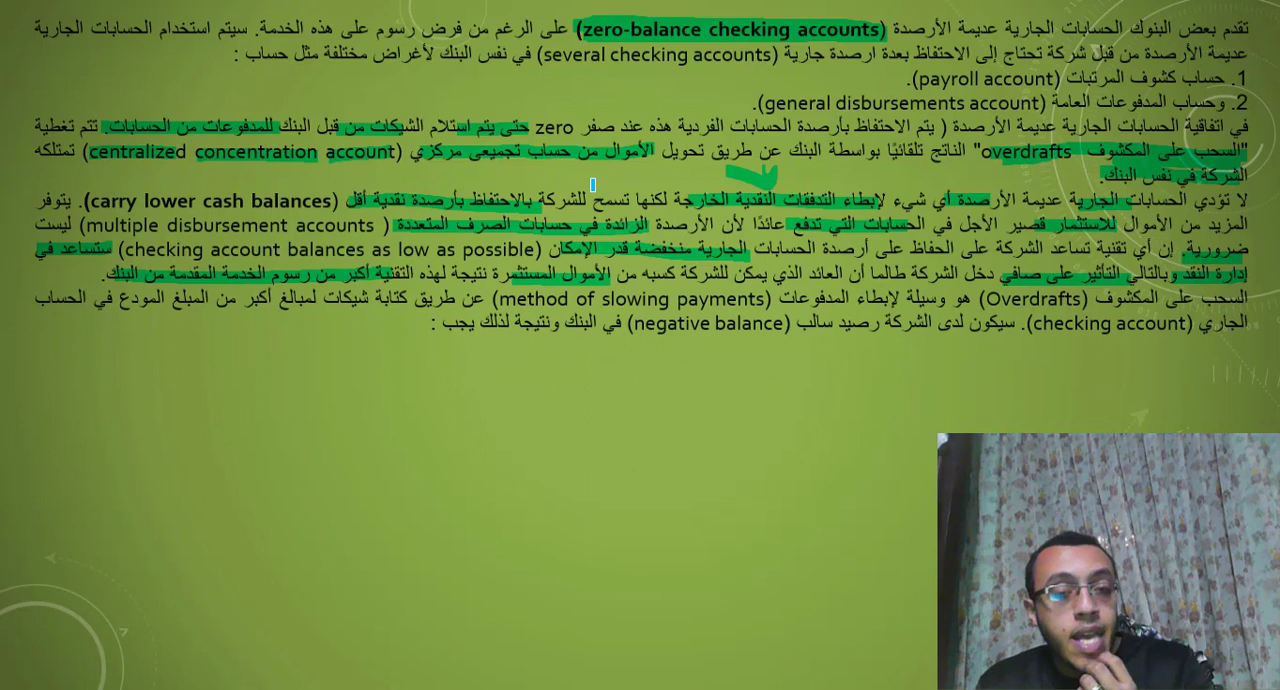 تقدم بعض البنوك الحسابات الجارية عديمة الأرصدة (zero-balance checking accounts) على الرغم من فرض رسوم على هذه الخدمة. سيتم استخدام الحسابات الجارية
عديمة الأرصدة من قبل شركة تحتاج إلى الاحتفاظ بعدة ارصدة جارية (several checking accounts) في نفس البنك لأغراض مختلفة مثل حساب :
1. حساب كشوف المرتبات (payroll account).
2. وحساب المدفوعات العامة (general disbursements account).
في اتفاقية الحسابات الجارية عديمة الأرصدة ( يتم الاحتفاظ بأرصدة الحسابات الفردية هذه عند صفر zero حتى يتم استلام الشيكات من قبل البنك للمدفوعات من الحسابات. تتم تغطية
"السحب على المكشوف overdrafts" الناتج تلقائيًا بواسطة البنك عن طريق تحويل الأموال من حساب تجميعى مركزي (centralized concentration account) تمتلكه
الشركة في نفس البنك.
لا تؤدي الحسابات الجارية عديمة الأرصدة أي شيء لإبطاء التدفقات النقدية الخارجة لكنها تسمح للشركة بالاحتفاظ بأرصدة نقدية أقل (carry lower cash balances). يتوفر
المزيد من الأموال للاستثمار قصير الأجل في الحسابات التي تدفع عائدًا لأن الأرصدة الزائدة في حسابات الصرف المتعددة ( multiple disbursement accounts) ليست
ضرورية. إن أي تقنية تساعد الشركة على الحفاظ على أرصدة الحسابات الجارية منخفضة قدر الإمكان (checking account balances as low as possible) ستساعد في
إدارة النقد وبالتالي التأثير على صافي دخل الشركة طالما أن العائد الذي يمكن للشركة كسبه من الأموال المستثمرة نتيجة لهذه التقنية أكبر من رسوم الخدمة المقدمة من البنك.
السحب على المكشوف (Overdrafts) هو وسيلة لإبطاء المدفوعات (method of slowing payments) عن طريق كتابة شيكات لمبالغ أكبر من المبلغ المودع في الحساب
الجاري (checking account). سيكون لدى الشركة رصيد سالب (negative balance) في البنك ونتيجة لذلك يجب :